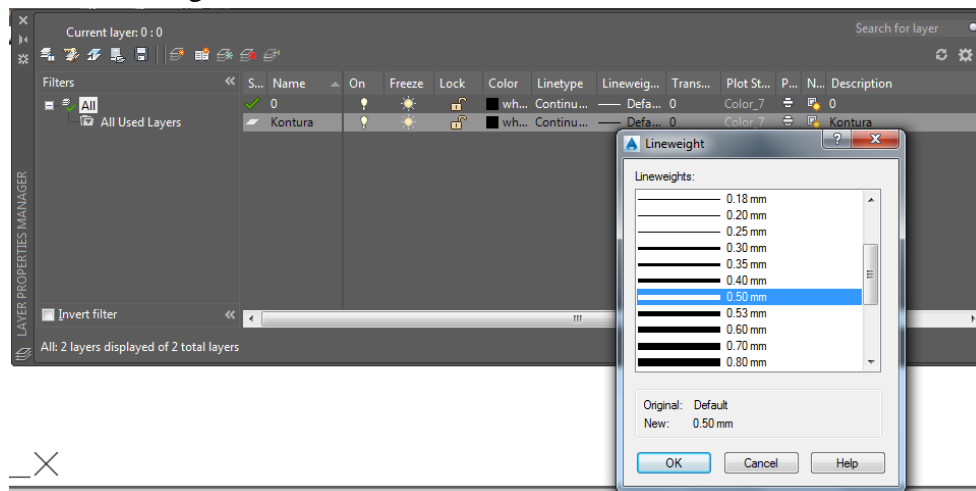 Current layer: 0 : 0
Search for layer
Filters
S... Name On Freeze Lock Color Linetype Lineweig... Trans... Plot St... P... N... Description
All
0 wh... Continu... Defa... 0 Color_7 0
All Used Layers
Kontura wh... Continu... Defa... 0 Color_7 Kontura
LAYER PROPERTIES MANAGER
Invert filter
All: 2 layers displayed of 2 total layers
Lineweight
Lineweights:
0.18 mm
0.20 mm
0.25 mm
0.30 mm
0.35 mm
0.40 mm
0.50 mm
0.53 mm
0.60 mm
0.70 mm
0.80 mm
Original: Default
New: 0.50 mm
OK Cancel Help